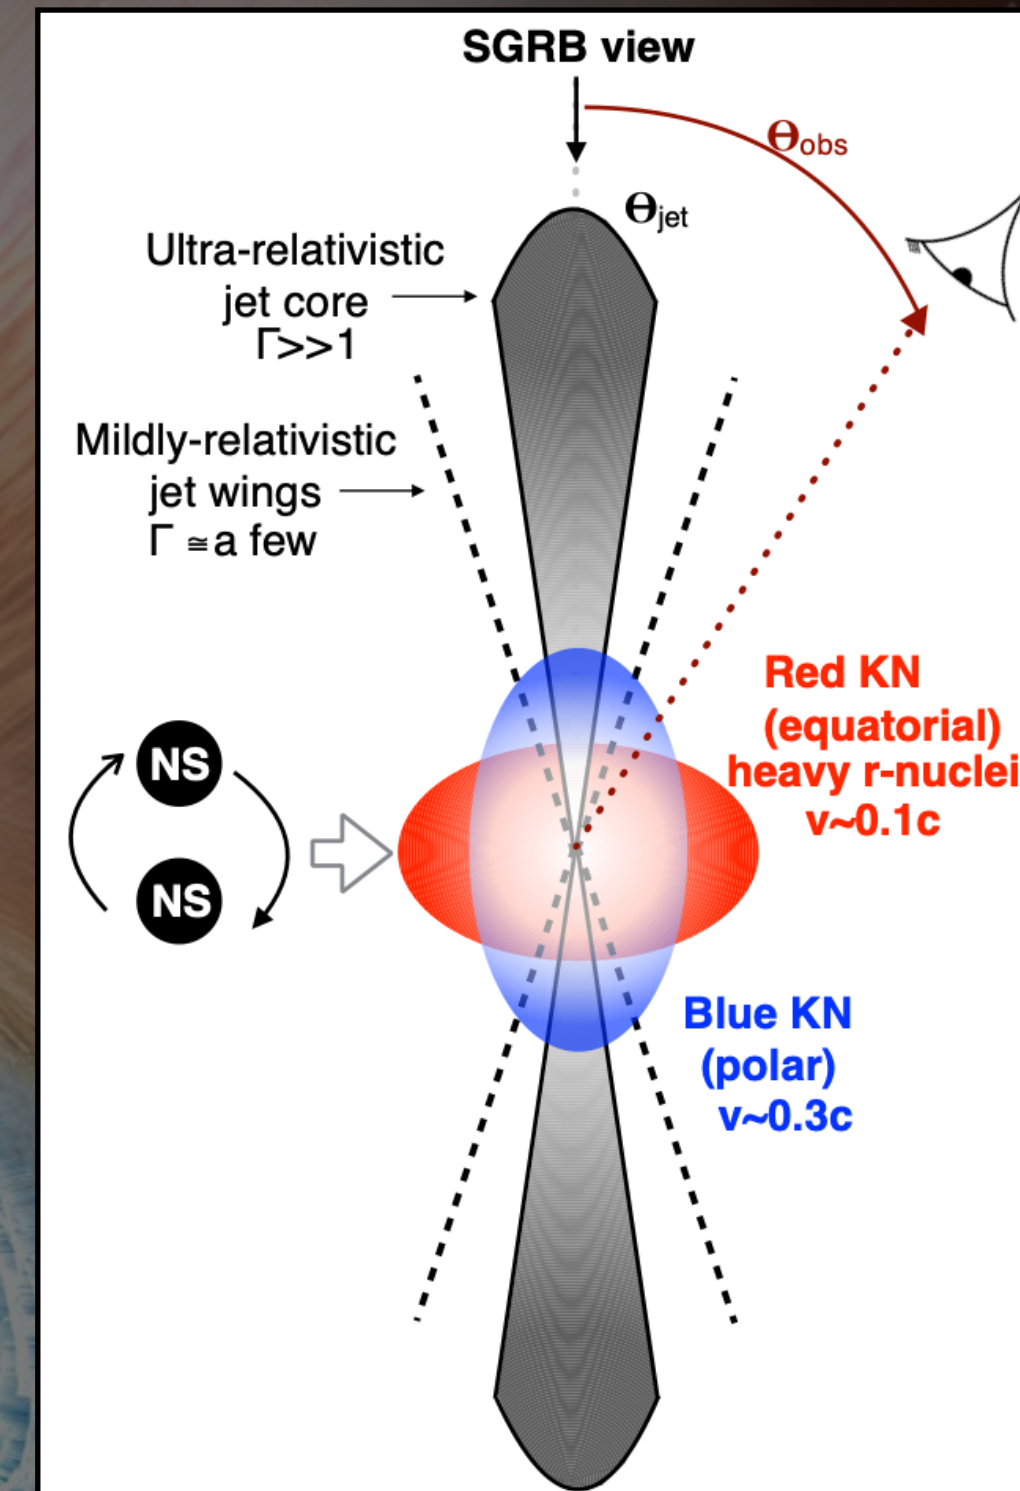 SGRB view
Θobs
Θjet
Ultra-relativistic
jet core
Γ>>1
Mildly-relativistic
jet wings
Γ ≅ a few
Red KN
(equatorial)
heavy r-nuclei
v~0.1c
NS
NS
Blue KN
(polar)
v~0.3c